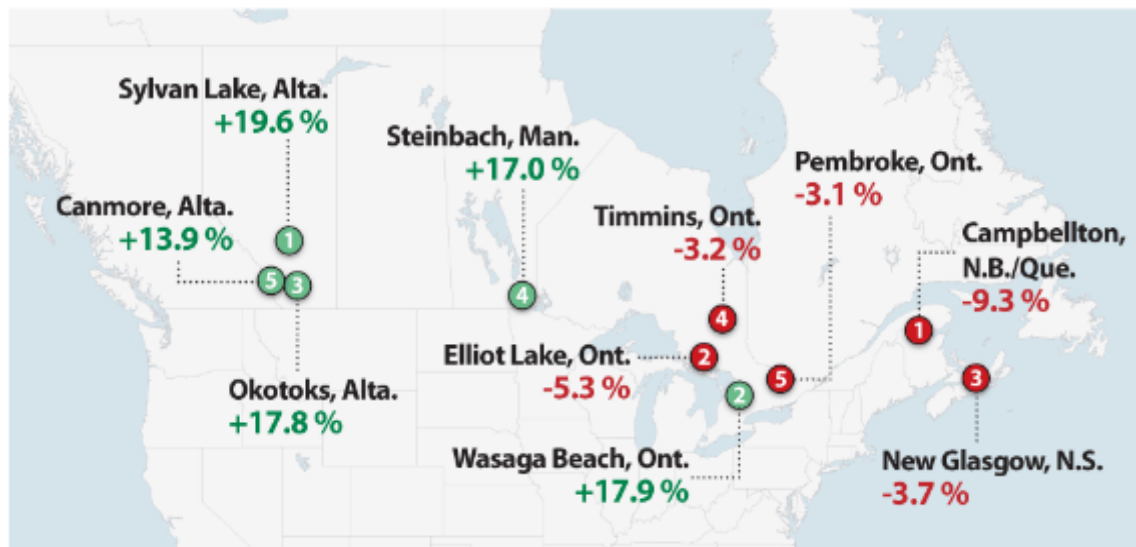 Sylvan Lake, Alta.
+19.6 %
Steinbach, Man.
+17.0 %
Pembroke, Ont.
-3.1 %
Canmore, Alta.
+13.9 %
Timmins, Ont.
-3.2 %
Campbellton,
N.B./Que.
-9.3 %
1
5
3
4
4
1
Elliot Lake, Ont.
-5.3 %
2
5
3
2
Okotoks, Alta.
+17.8 %
Wasaga Beach, Ont.
+17.9 %
New Glasgow, N.S.
-3.7 %